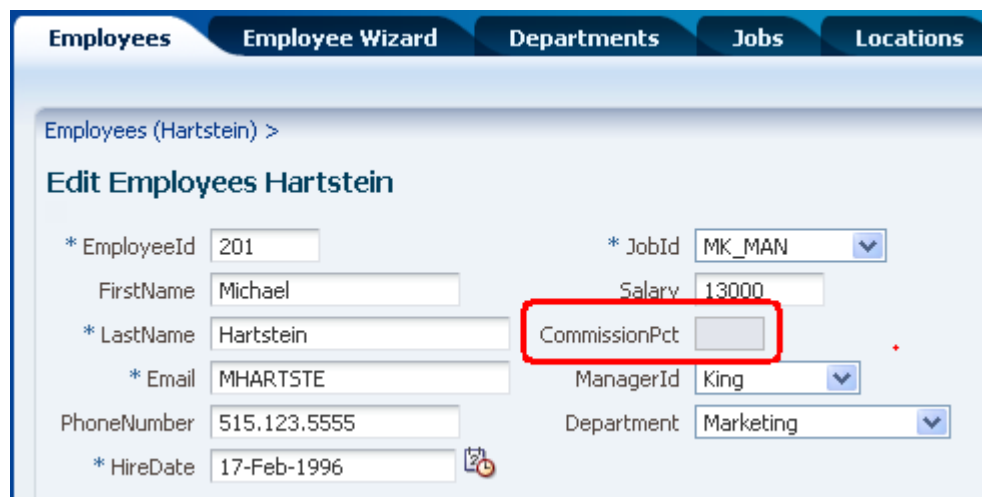 Employees Employee Wizard Departments Jobs Locations
Employees (Hartstein) >
Edit Employees Hartstein
* EmployeeId 201 * JobId MK_MAN
FirstName Michael Salary 13000
* LastName Hartstein CommissionPct
* Email MHARTSTE ManagerId King
PhoneNumber 515.123.5555 Department Marketing
* HireDate 17-Feb-1996